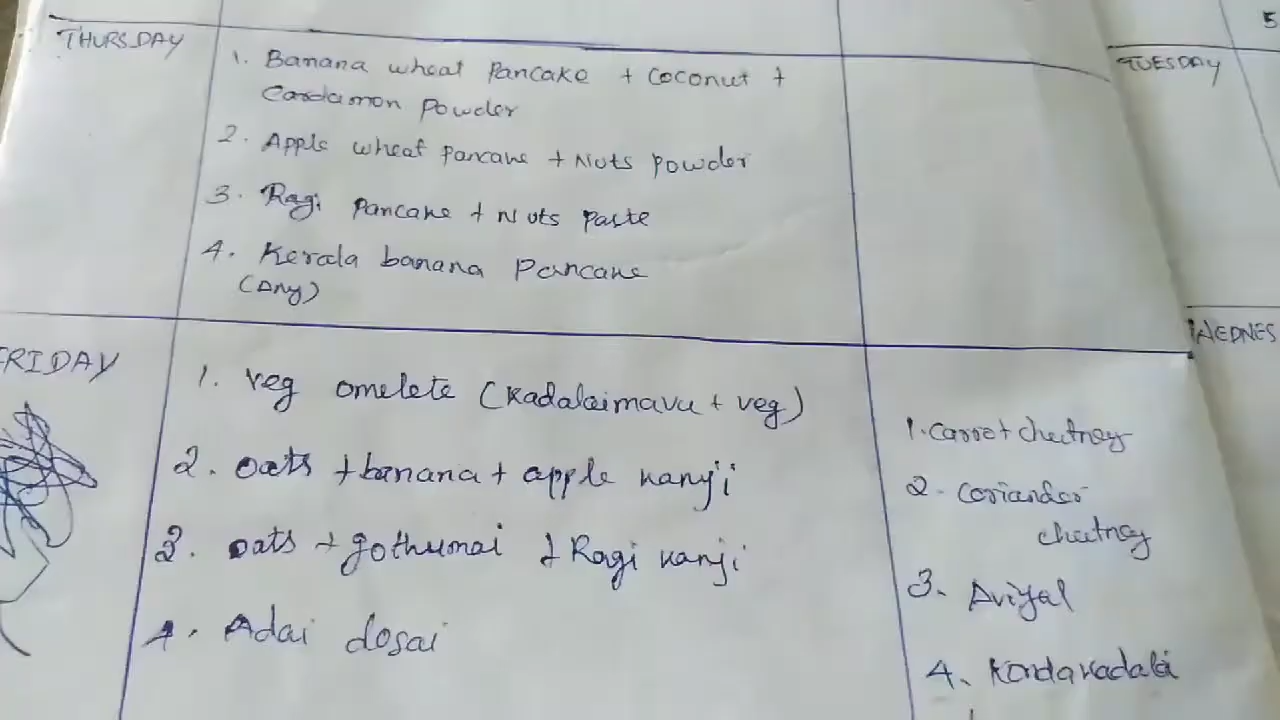 THURSDAY
1. Banana wheat Pancake + Coconut +
Cardamon Powder
2. Apple wheat Pancake + Nuts Powder
3. Ragi Pancake + Nuts Paste
4. Kerala banana Pancake
(Any)
FRIDAY
1. Veg omelete (Kadalaimavu + veg)
2. oats + banana + apple kanji
3. oats + gothumai + Ragi kanji
4. Adai dosai
1. Carrot chutney
2. Coriander
chutney
3. Aviyal
4. Kondakadalai
5
TUESDAY
WEDNES